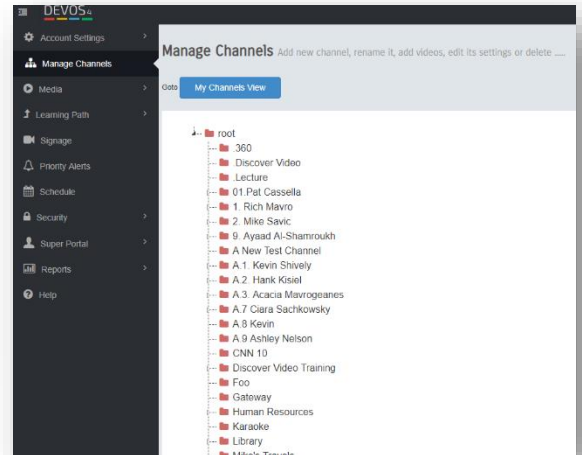 DEVOS4
Account Settings
Manage Channels
Media
Learning Path
Signage
Priority Alerts
Schedule
Security
Super Portal
Reports
Help
Manage Channels Add new channel, rename it, add videos, edit its settings or delete ....
Goto My Channels View
root
.360
.Discover Video
.Lecture
01.Pat Cassella
1. Rich Mavro
2. Mike Savic
9. Ayaad Al-Shamroukh
A New Test Channel
A.1. Kevin Shively
A.2. Hank Kisiel
A.3. Acacia Mavrogeanes
A.7 Ciara Sachkowsky
A.8 Kevin
A.9 Ashley Nelson
CNN 10
Discover Video Training
Foo
Gateway
Human Resources
Karaoke
Library
Mike's Travels